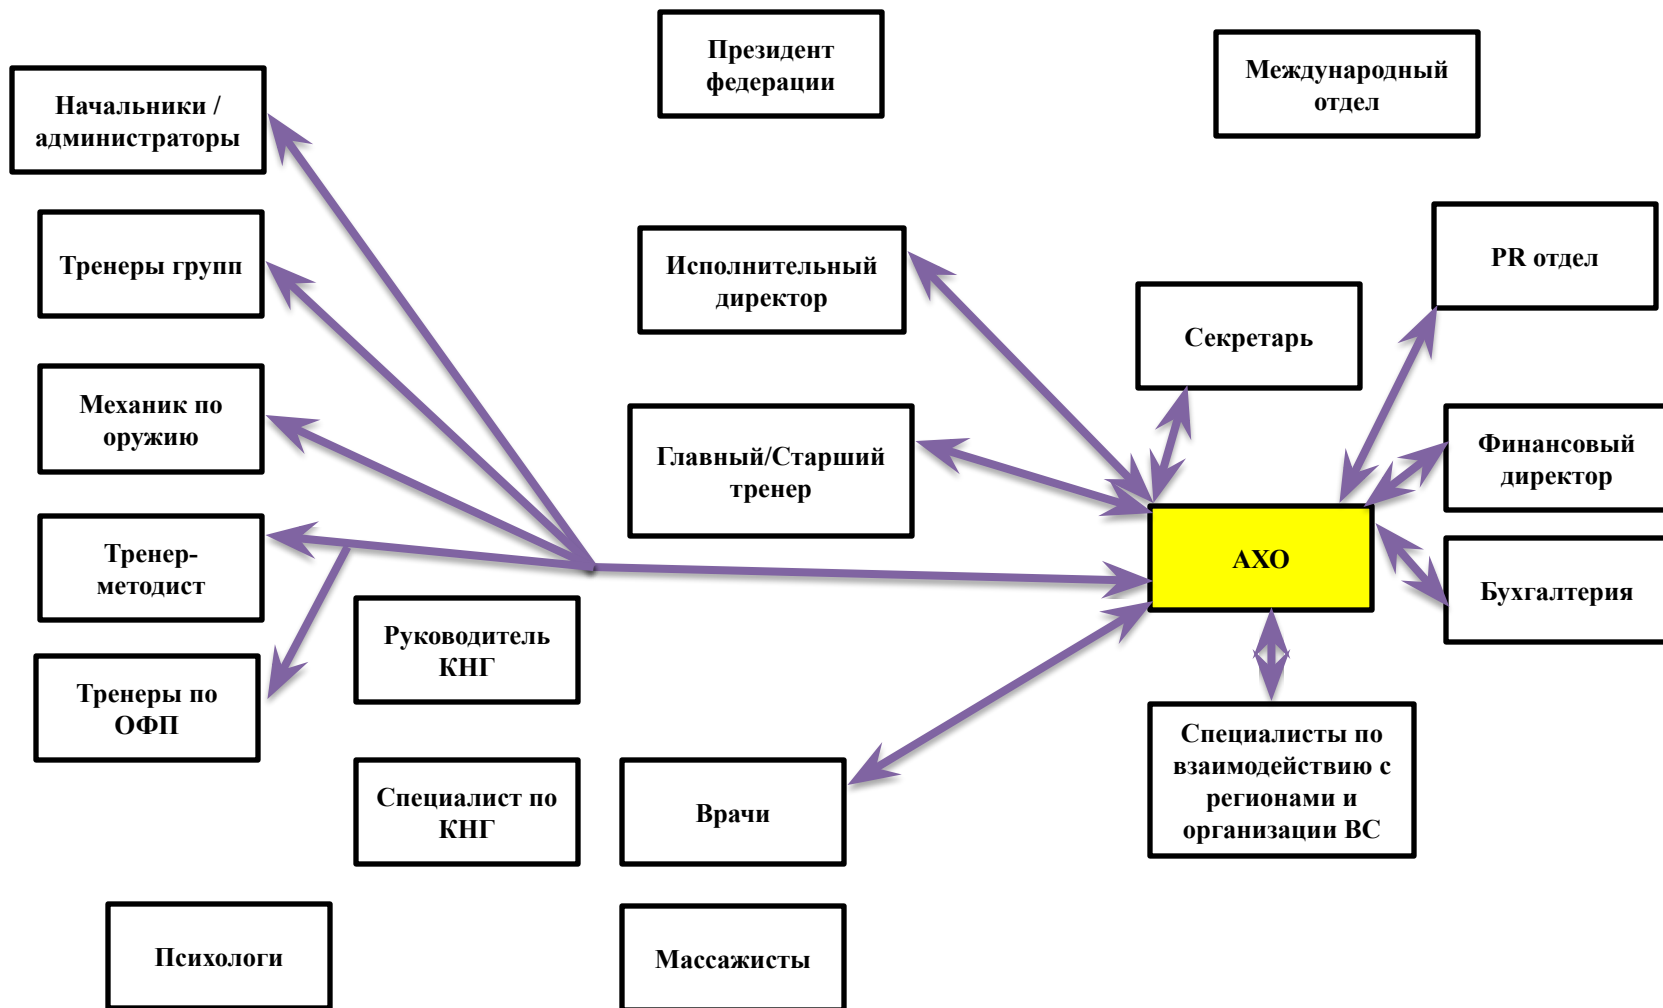 Президент
федерации
Международный
отдел
Начальники /
администраторы
Тренеры групп
Исполнительный
директор
PR отдел
Секретарь
Механик по
оружию
Главный/Старший
тренер
Финансовый
директор
Тренер-
методист
АХО
Бухгалтерия
Руководитель
КНГ
Тренеры по
ОФП
Специалисты по
взаимодействию с
регионами и
организации ВС
Специалист по
КНГ
Врачи
Психологи
Массажисты